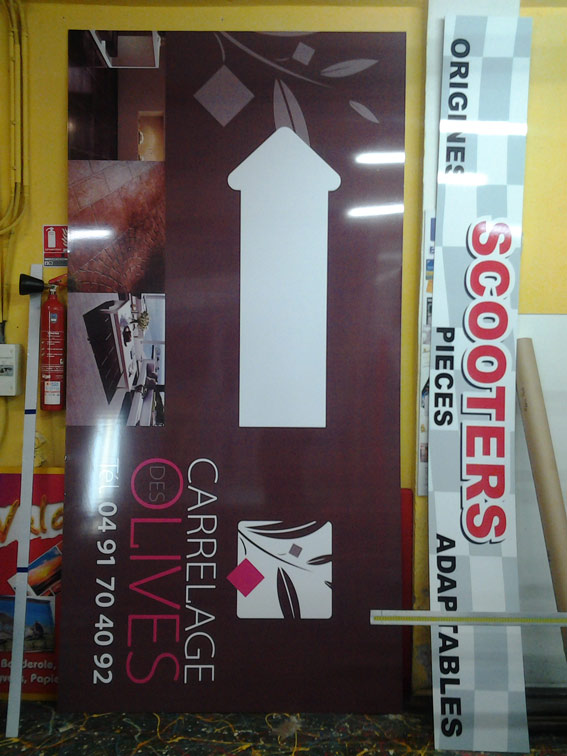 CARRELAGE
DES
OLIVES
Tél. 04 91 70 40 92
ORIGINES
SCOOTERS
PIECES
ADAPTABLES